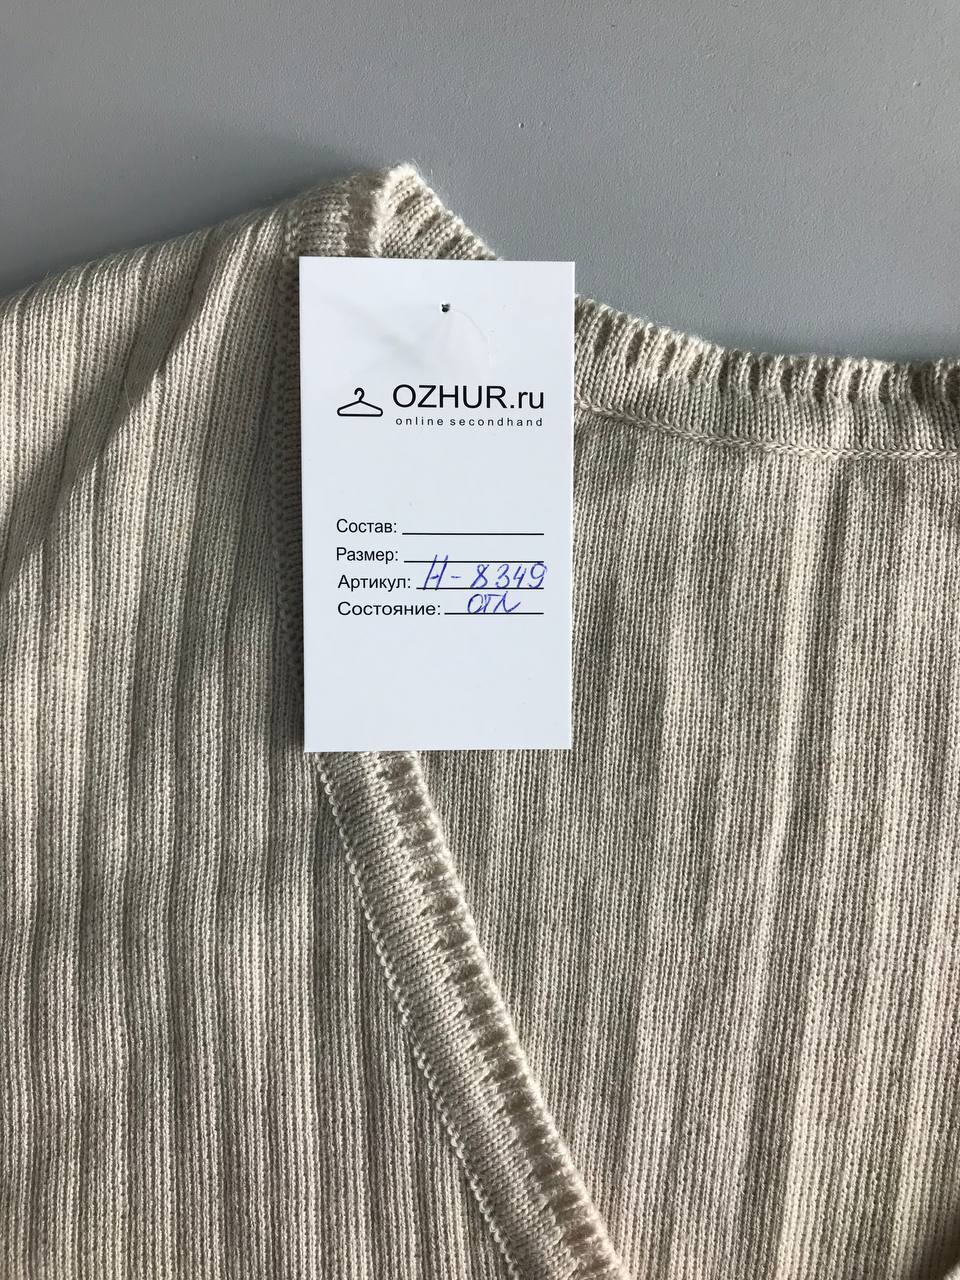 OZHUR.ru
online secondhand
Состав:
Размер:
Артикул: Н-8349
Состояние: отл